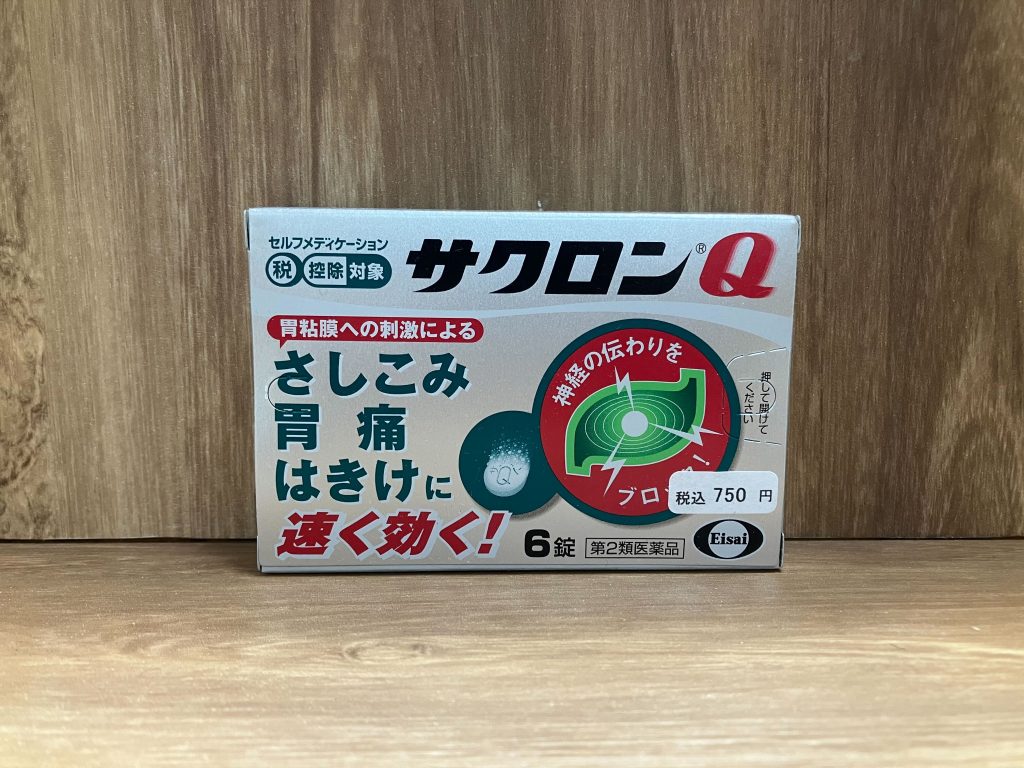 セルフメディケーション
税 控除対象
サクロン®Q
胃粘膜への刺激による
さしこみ
胃痛
はきけに
速く効く!
Q
神経の伝わりを
ブロ
!
押して開けて
ください
税込 750 円
6錠
第2類医薬品
Eisai